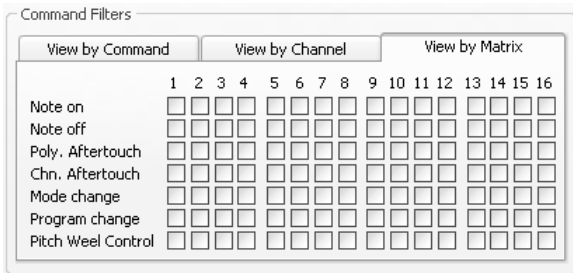 Command Filters
View by Command View by Channel View by Matrix
1 2 3 4 5 6 7 8 9 10 11 12 13 14 15 16
Note on
Note off
Poly. Aftertouch
Chn. Aftertouch
Mode change
Program change
Pitch Weel Control